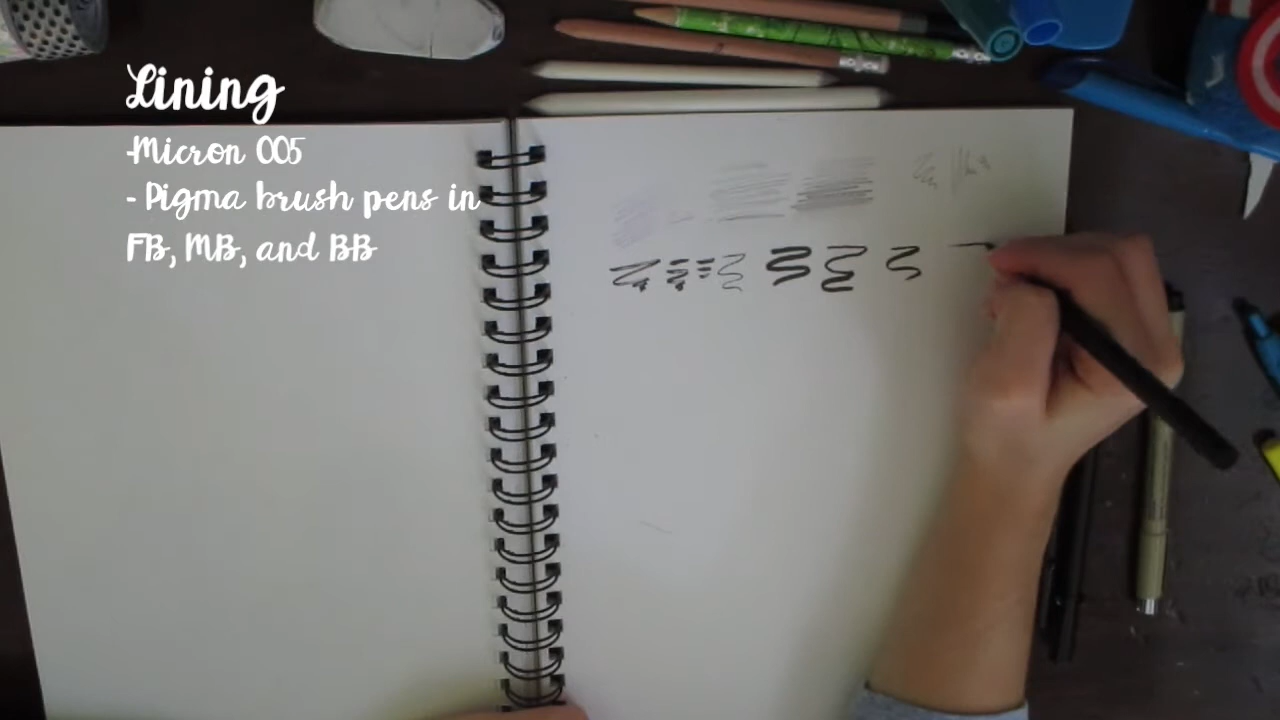 Lining
-Micron 005
- Pigma brush pens in
FB, MB, and BB